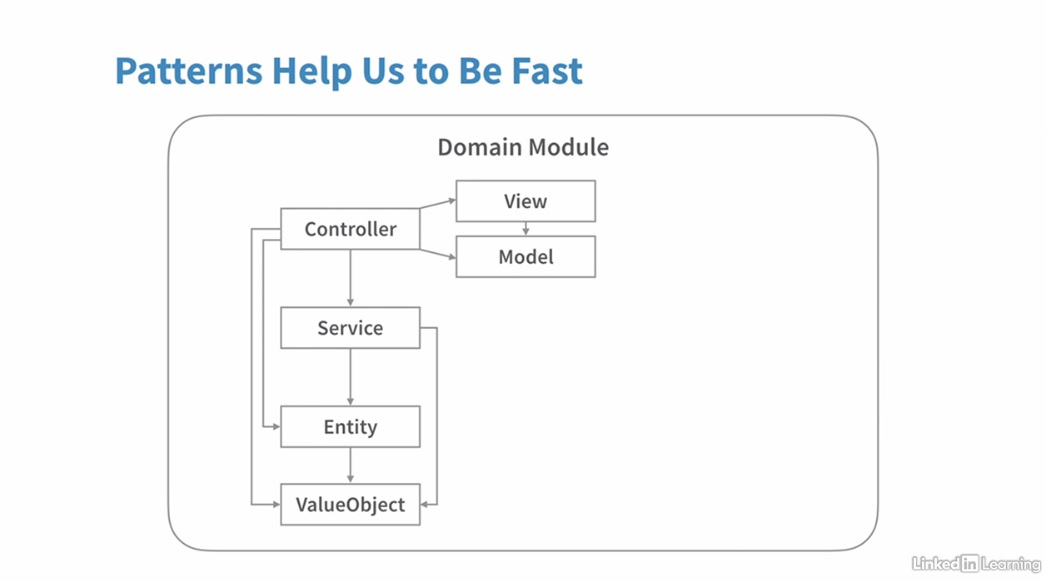 Patterns Help Us to Be Fast
Domain Module
View
Controller
Model
Service
Entity
ValueObject
Linked in Learning